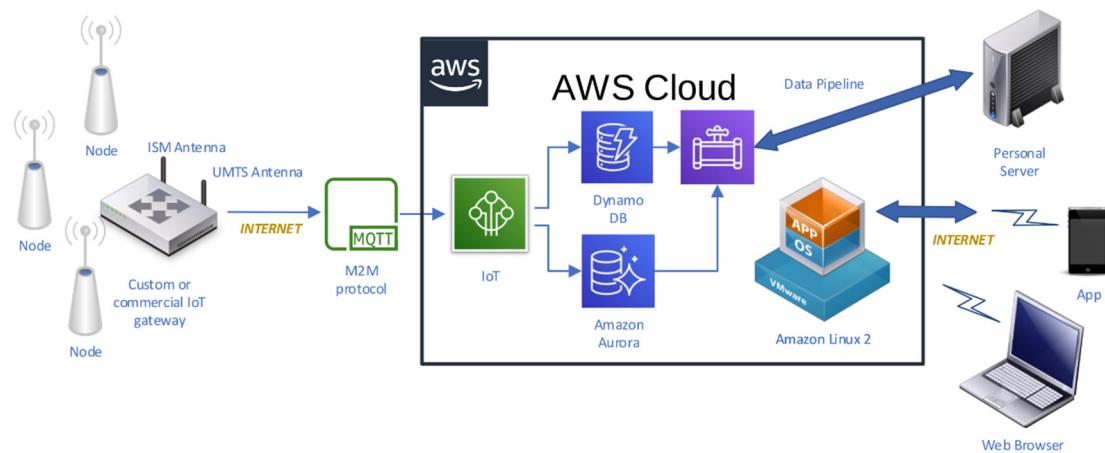 Node
Node
Node
ISM Antenna
UMTS Antenna
Custom or
commercial IoT
gateway
INTERNET
MQTT
M2M
protocol
aws
AWS Cloud
IoT
Dynamo
DB
Amazon
Aurora
Data Pipeline
APP
OS
VMware
Amazon Linux 2
Personal
Server
INTERNET
App
Web Browser